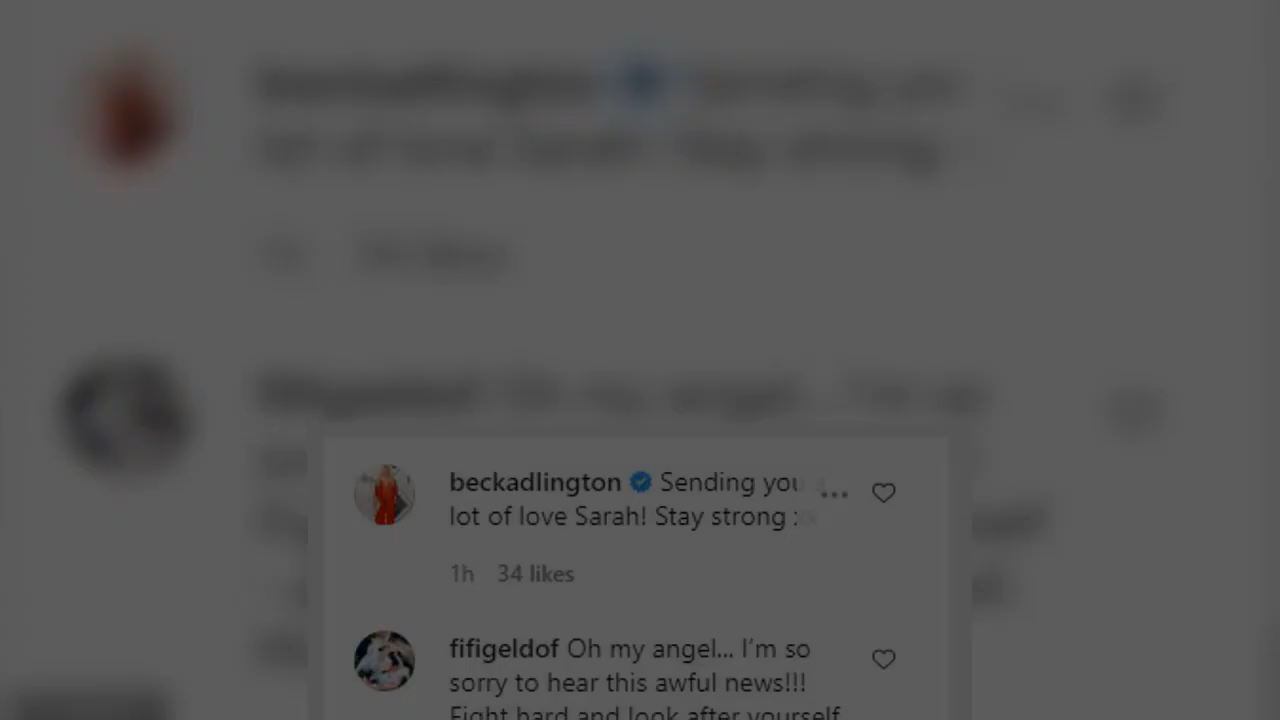 beckadlington Sending you a
lot of love Sarah! Stay strong xx
1h 34 likes
fifigeldof Oh my angel... I'm so
sorry to hear this awful news!!!
Fight hard and look after yourself